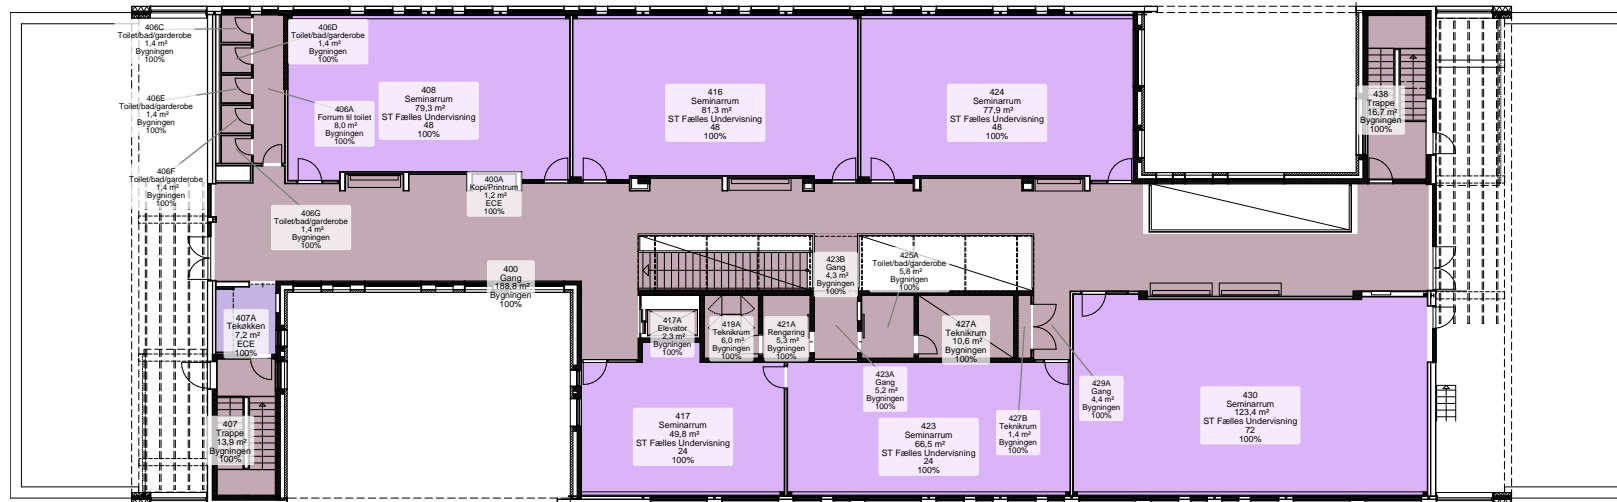 406C
Toilet/bad/garderobe
1,4 m²
Bygningen
100%
406D
Toilet/bad/garderobe
1,4 m²
Bygningen
100%
406E
Toilet/bad/garderobe
1,4 m²
Bygningen
100%
406A
Forrum til toilet
8,0 m²
Bygningen
100%
408
Seminarrum
79,3 m²
ST Fælles Undervisning
48
100%
416
Seminarrum
81,3 m²
ST Fælles Undervisning
48
100%
424
Seminarrum
77,9 m²
ST Fælles Undervisning
48
100%
438
Trappe
16,7 m²
Bygningen
100%
406F
Toilet/bad/garderobe
1,4 m²
Bygningen
100%
400A
Kopi/Printrum
1,2 m²
ECE
100%
406G
Toilet/bad/garderobe
1,4 m²
Bygningen
100%
400
Gang
188,8 m²
Bygningen
100%
423B
Gang
4,3 m²
Bygningen
100%
425A
Toilet/bad/garderobe
5,8 m²
Bygningen
100%
407A
Tekøkken
7,2 m²
ECE
100%
417A
Elevator
2,3 m²
Bygningen
100%
419A
Teknikrum
6,0 m²
Bygningen
100%
421A
Rengøring
5,3 m²
Bygningen
100%
427A
Teknikrum
10,6 m²
Bygningen
100%
423A
Gang
5,2 m²
Bygningen
100%
429A
Gang
4,4 m²
Bygningen
100%
407
Trappe
13,9 m²
Bygningen
100%
417
Seminarrum
49,8 m²
ST Fælles Undervisning
24
100%
423
Seminarrum
66,5 m²
ST Fælles Undervisning
24
100%
427B
Teknikrum
1,4 m²
Bygningen
100%
430
Seminarrum
123,4 m²
ST Fælles Undervisning
72
100%